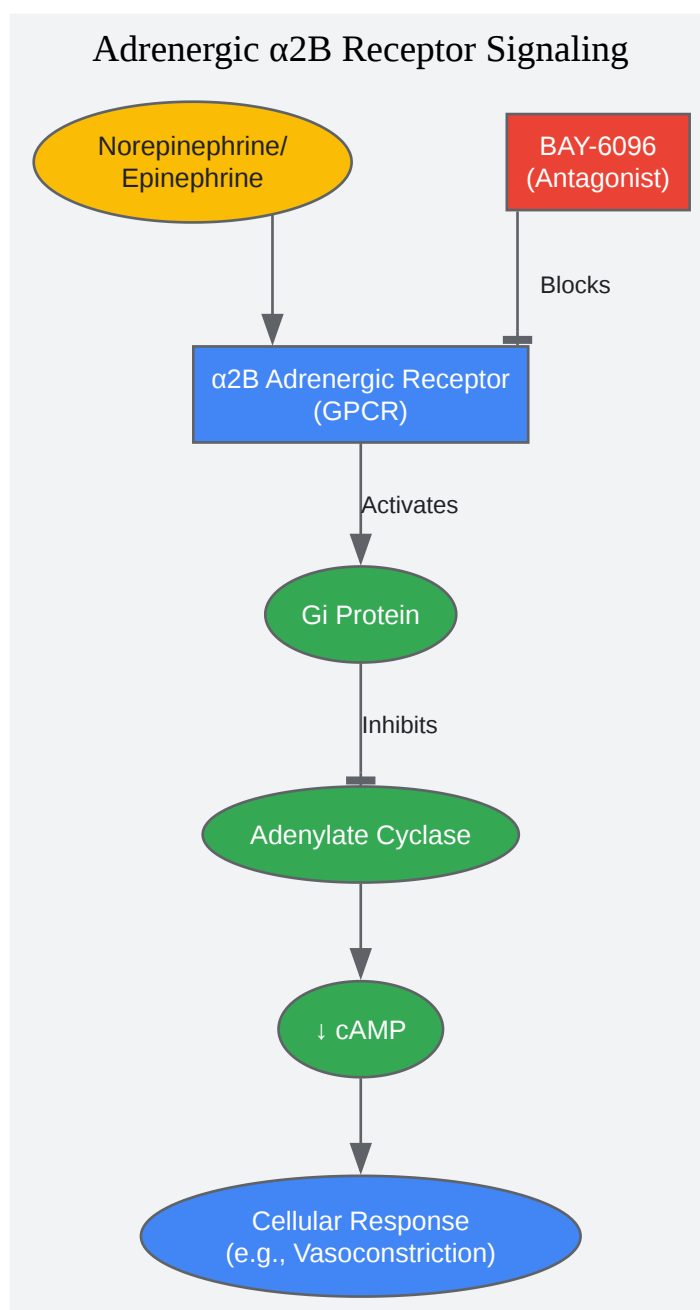 Adrenergic α2B Receptor Signaling
Norepinephrine/
Epinephrine
BAY-6096
(Antagonist)
Blocks
α2B Adrenergic Receptor
(GPCR)
Activates
Gi Protein
Inhibits
Adenylate Cyclase
↓ cAMP
Cellular Response
(e.g., Vasoconstriction)